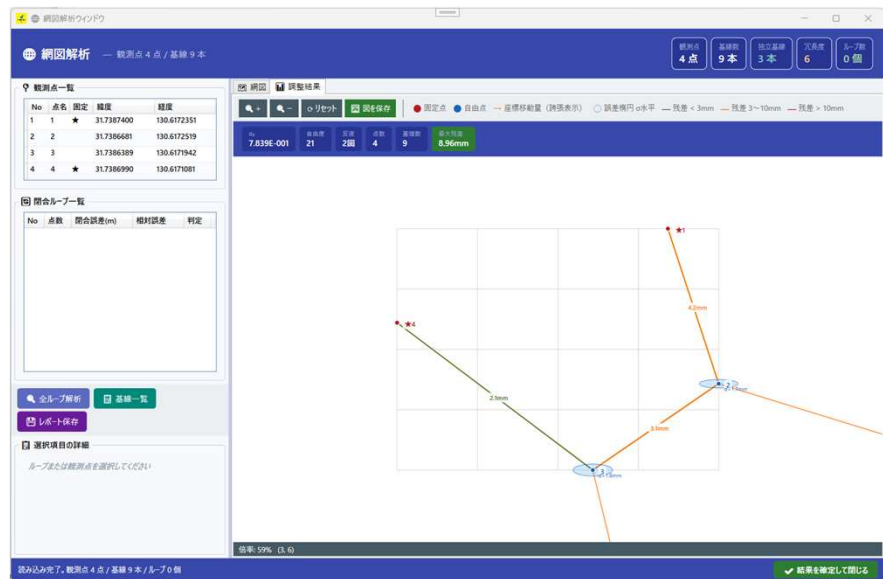 網図解析ウィンドウ
網図解析 — 観測点 4 点 / 基線 9 本
観測点 4 点
基線数 9 本
独立基線 3 本
冗長度 6
ループ数 0 個
観測点一覧
No 点名 固定 緯度 経度
1 1 ★ 31.7387400 130.6172351
2 2 31.7386681 130.6172519
3 3 31.7386389 130.6171942
4 4 ★ 31.7386990 130.6171081
閉合ループ一覧
No 点数 閉合誤差(m) 相対誤差 判定
全ループ解析 基線一覧
レポート保存
選択項目の詳細
ループまたは観測点を選択してください
網図 調整結果
+ − リセット 図を保存 固定点 自由点 → 座標移動量（誇張表示） 誤差楕円 σ水平 — 残差 < 3mm — 残差 3～10mm — 残差 > 10mm
7.839E-001
自由度 21
反復 2回
点数 4
基線数 9
最大残差 8.96mm
★1
4.2mm
★4
2
2.1mm
3.1mm
3
倍率: 59% (3, 6)
読み込み完了。観測点 4 点 / 基線 9 本 / ループ 0 個
✓ 結果を確定して閉じる